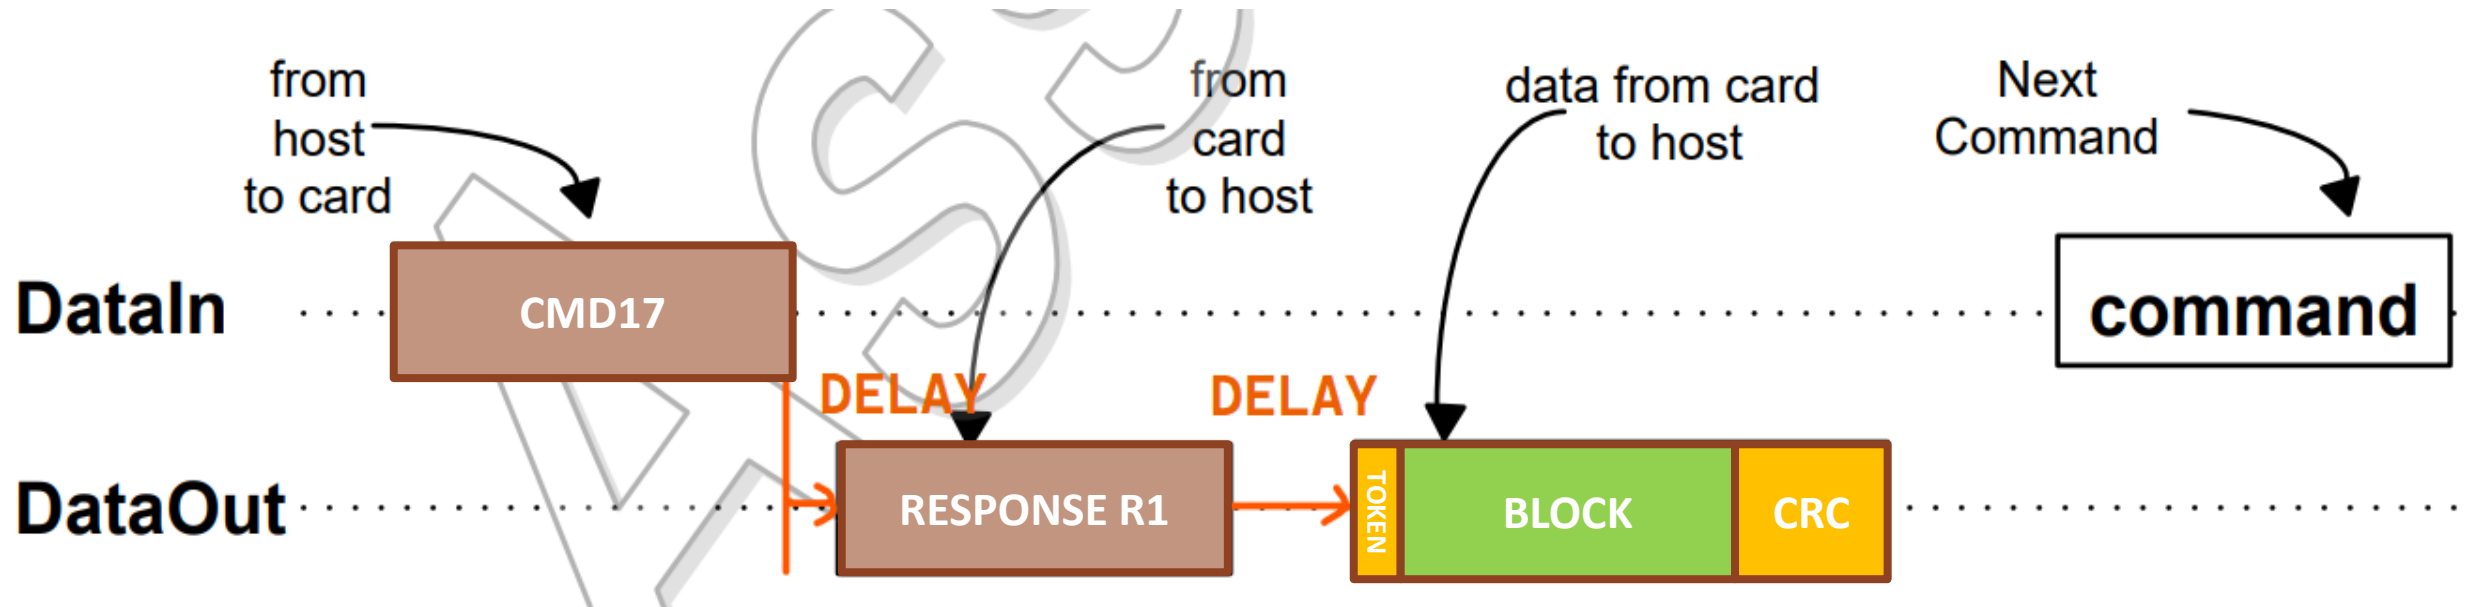 from
host
to card
from
card
to host
data from card
to host
Next
Command
DataIn
CMD17
command
DELAY
DELAY
DataOut
RESPONSE R1
TOKEN
BLOCK
CRC